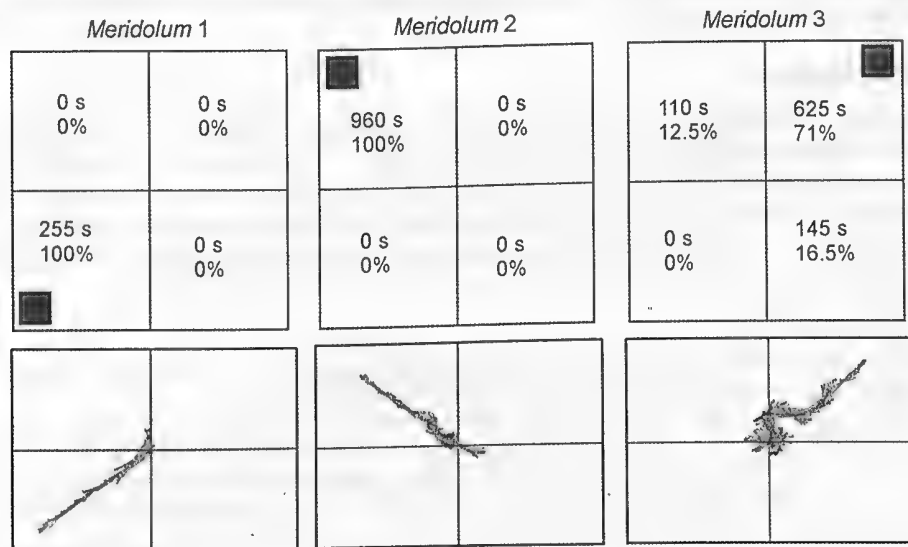 Meridolum 1
Meridolum 2
Meridolum 3
0 s
0%
0 s
0%
255 s
100%
0 s
0%
960 s
100%
0 s
0%
0 s
0%
0 s
0%
110 s
12.5%
625 s
71%
0 s
0%
145 s
16.5%